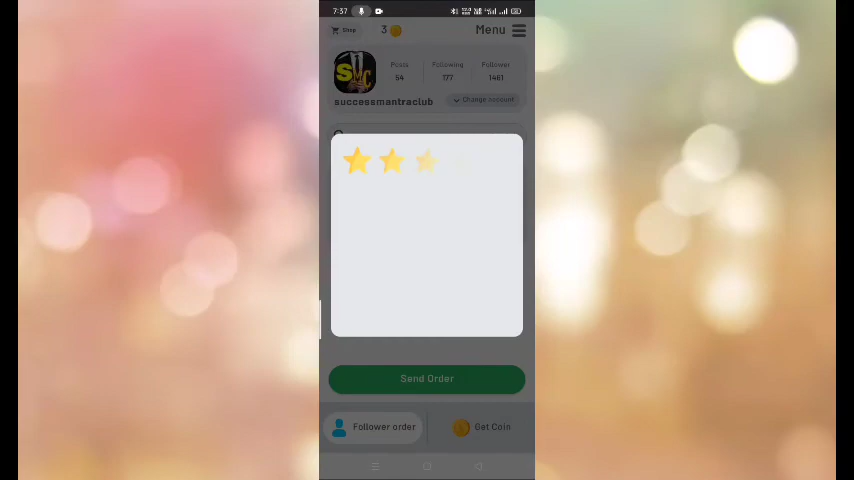 7:37
Shop
3
Menu
SMC
Posts
Following
Follower
54
177
1461
successmantraclub
Change account
Send Order
Follower order
Get Coin